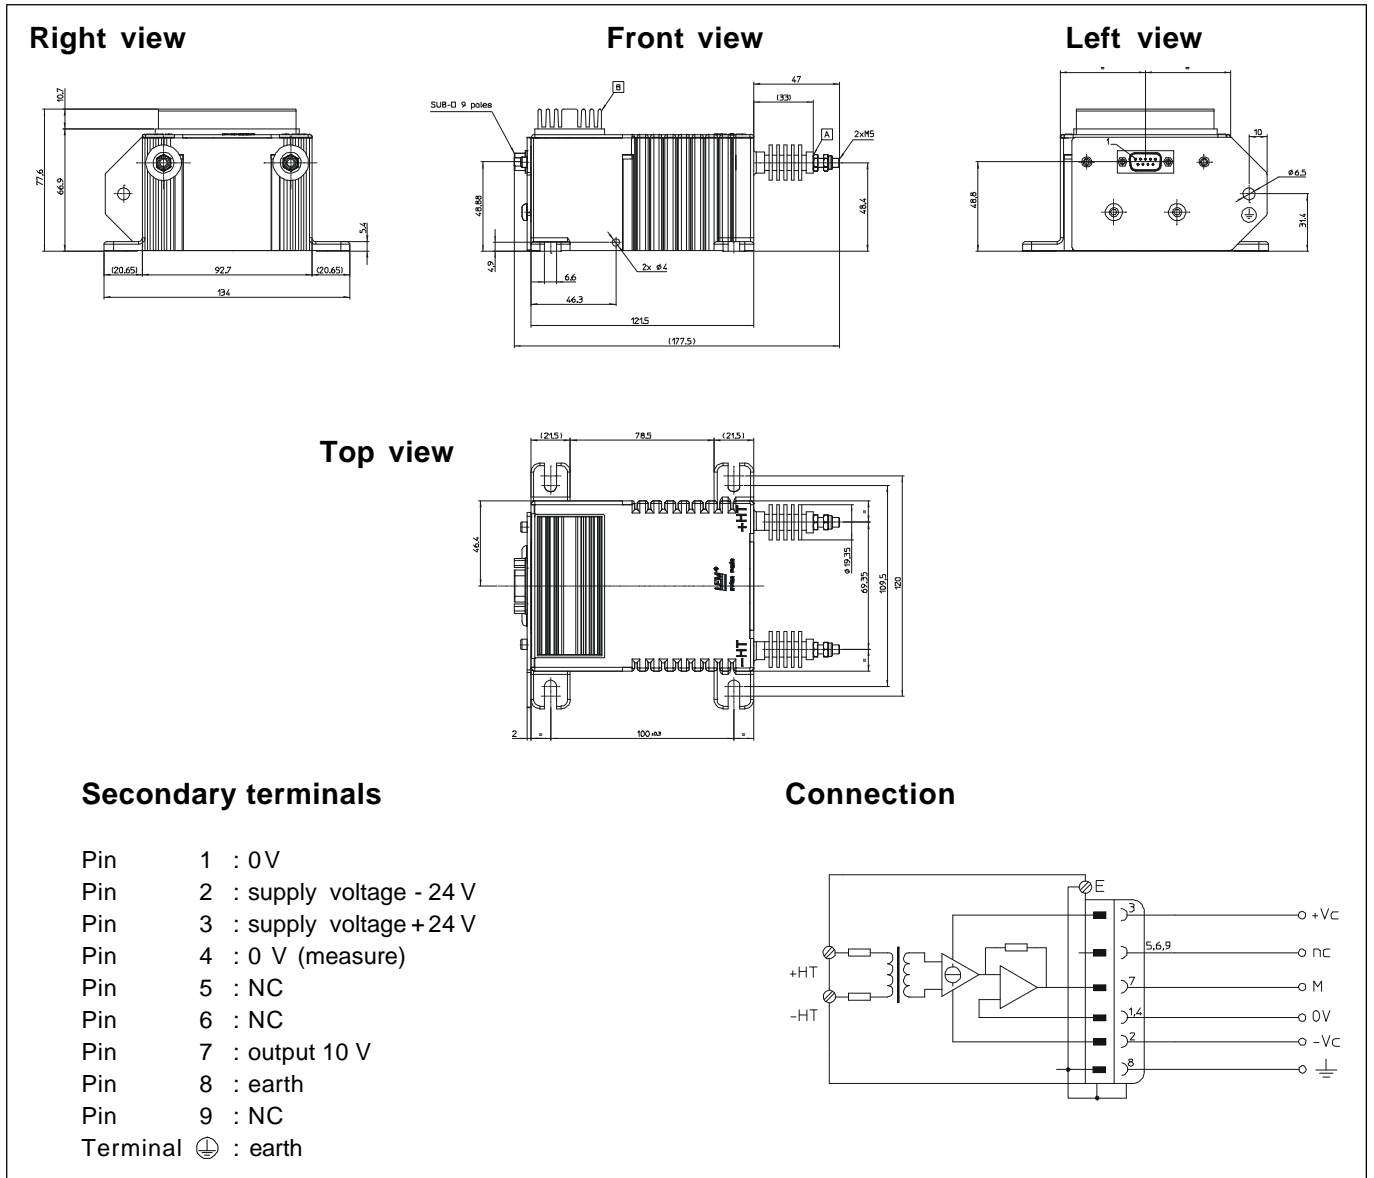 Right view
Front view
Left view
10,7
77,6
66,9
5,4
(20.65)
92,7
(20.65)
134
SUB-D 9 poles
B
47
(33)
A
2xM5
48,88
48,4
4,9
6,6
2x ø4
46,3
121,5
(177,5)
=
=
1
10
ø6,5
48,8
31,4
Top view
(21,5)
78,5
(21,5)
46,4
+HT
-HT
LEM
=
ø19,35
69,35
109,5
120
=
2
=
100 ±0,3
=
Secondary terminals
Connection
Pin 1 : 0 V
Pin 2 : supply voltage - 24 V
Pin 3 : supply voltage + 24 V
Pin 4 : 0 V (measure)
Pin 5 : NC
Pin 6 : NC
Pin 7 : output 10 V
Pin 8 : earth
Pin 9 : NC
Terminal : earth
E
3
+Vc
5,6,9
nc
+HT
7
M
-HT
1,4
0V
2
-Vc
8